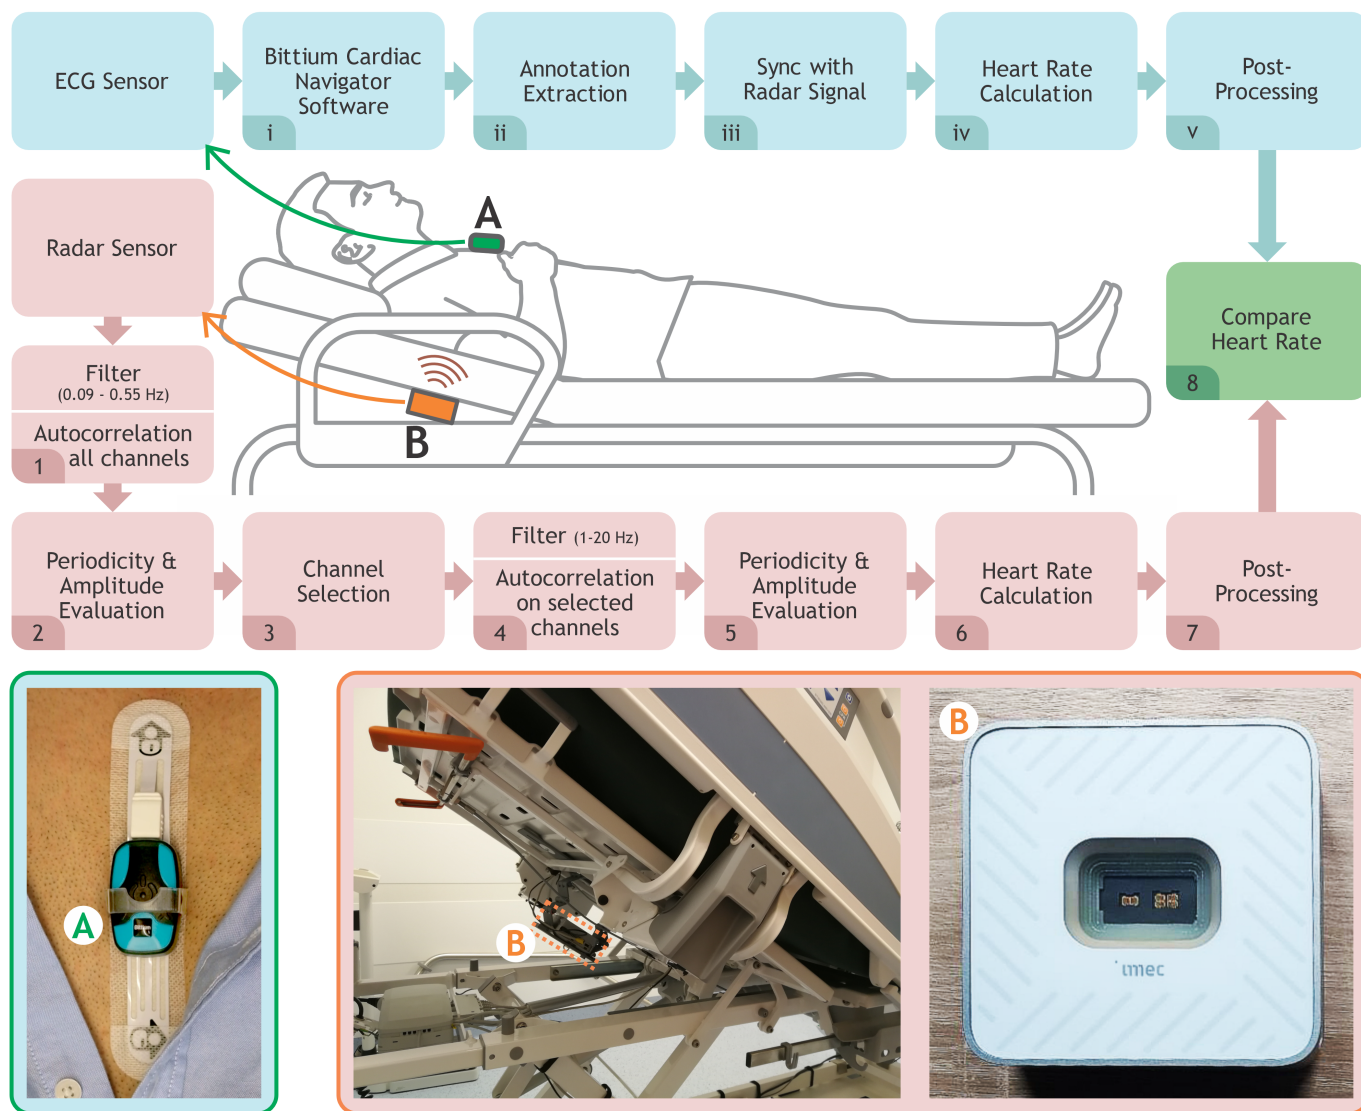 ECG Sensor
Bittium Cardiac
Navigator
Software
i
Annotation
Extraction
ii
Sync with
Radar Signal
iii
Heart Rate
Calculation
iv
Post-
Processing
v
Radar Sensor
A
Filter
(0.09 - 0.55 Hz)
Autocorrelation
all channels
1
B
Compare
Heart Rate
8
Periodicity &
Amplitude
Evaluation
2
Channel
Selection
3
Filter (1-20 Hz)
Autocorrelation
on selected
channels
4
Periodicity &
Amplitude
Evaluation
5
Heart Rate
Calculation
6
Post-
Processing
7
A
B
B
imec